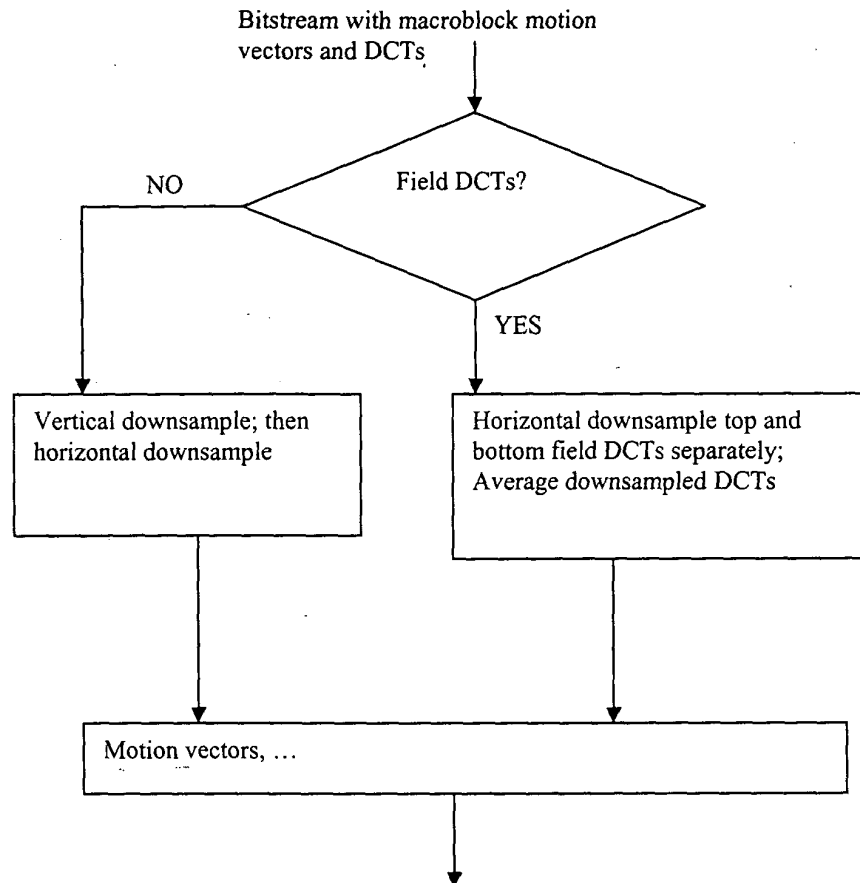 Bitstream with macroblock motion
vectors and DCTs
Field DCTs?
NO
YES
Vertical downsample; then
horizontal downsample
Horizontal downsample top and
bottom field DCTs separately;
Average downsampled DCTs
Motion vectors, …